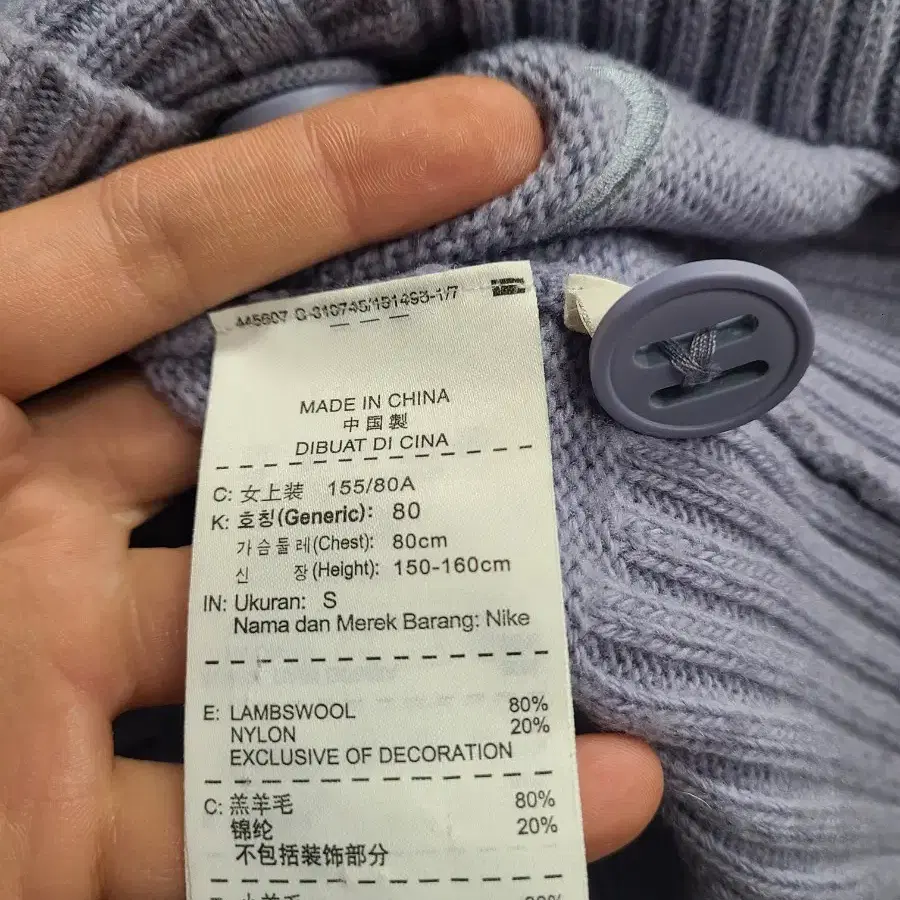 445607 C-310745/191493-1/7
MADE IN CHINA
中国製
DIBUAT DI CINA
C: 女上装 155/80A
K: 호칭(Generic): 80
가슴둘레(Chest): 80cm
신 장(Height): 150-160cm
IN: Ukuran: S
Nama dan Merek Barang: Nike
E: LAMBSWOOL 80%
NYLON 20%
EXCLUSIVE OF DECORATION
C: 羔羊毛 80%
锦纶 20%
不包括装饰部分